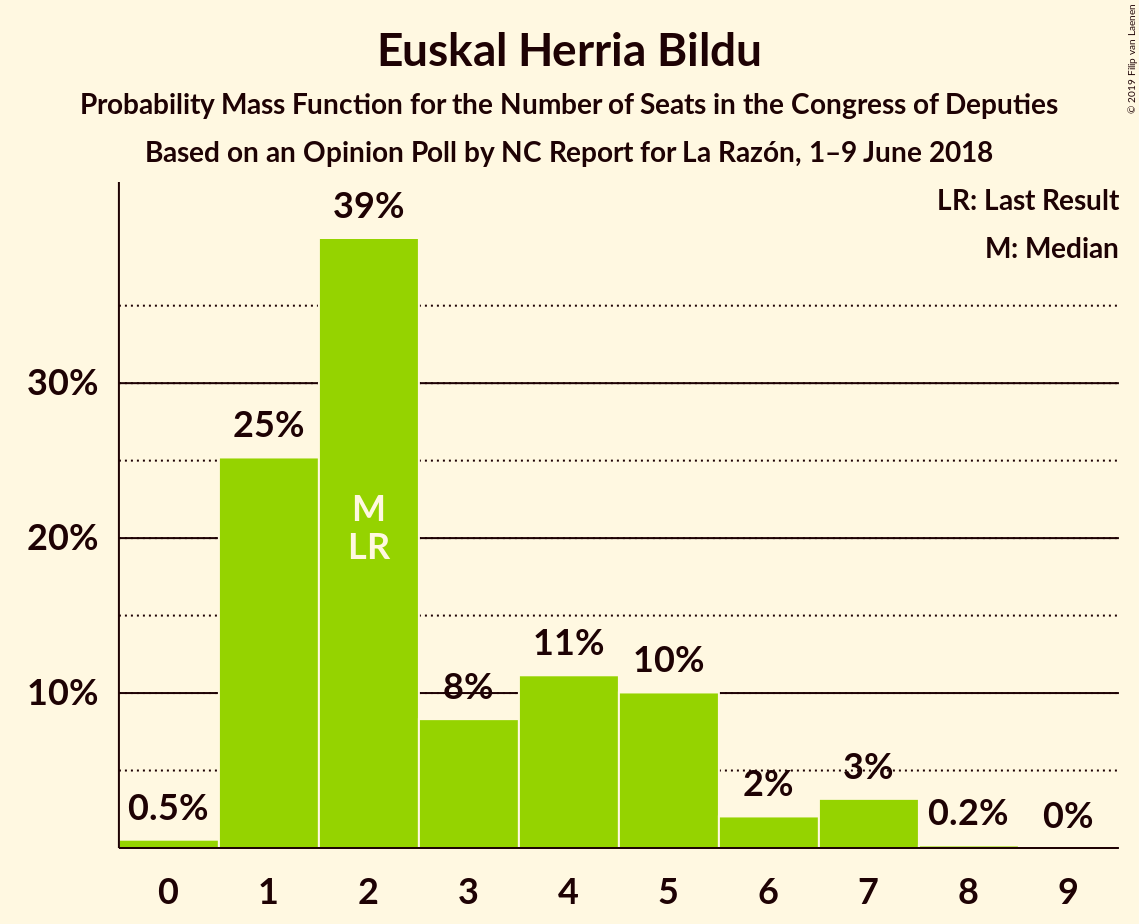 Euskal Herria Bildu
Probability Mass Function for the Number of Seats in the Congress of Deputies
Based on an Opinion Poll by NC Report for La Razón, 1–9 June 2018
© 2019 Filip van Laenen
LR: Last Result
M: Median
39%
30%
25%
M
LR
20%
11%
10%
8%
10%
3%
2%
0.5%
0.2%
0%
0 1 2 3 4 5 6 7 8 9